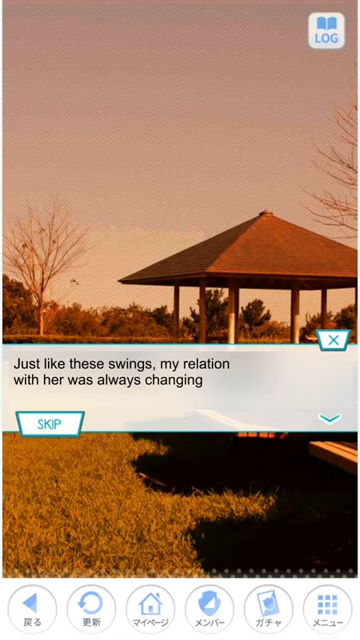 LOG
Just like these swings, my relation
with her was always changing
SKIP
戻る
更新
マイページ
メンバー
ガチャ
メニュー